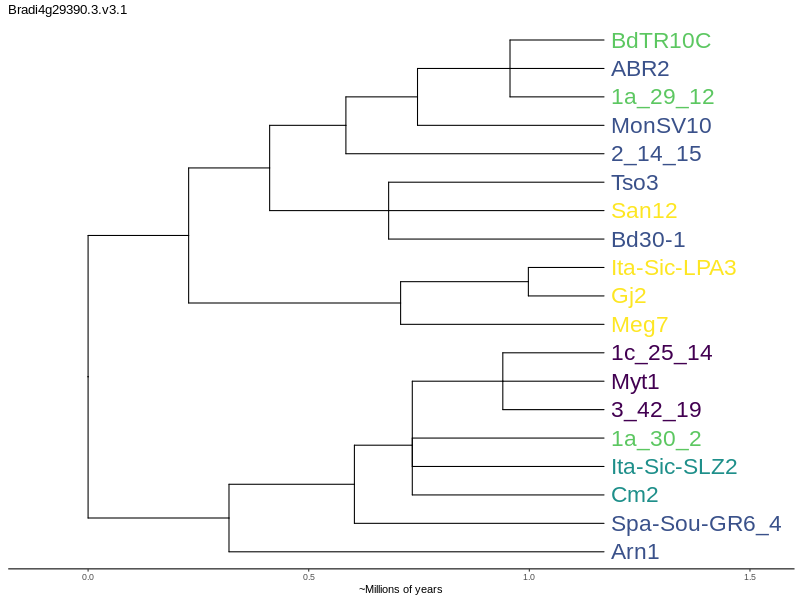 Bradi4g29390.3.v3.1
BdTR10C
ABR2
1a_29_12
MonSV10
2_14_15
Tso3
San12
Bd30-1
Ita-Sic-LPA3
Gj2
Meg7
1c_25_14
Myt1
3_42_19
1a_30_2
Ita-Sic-SLZ2
Cm2
Spa-Sou-GR6_4
Arn1
0.0 0.5 1.0 1.5
~Millions of years